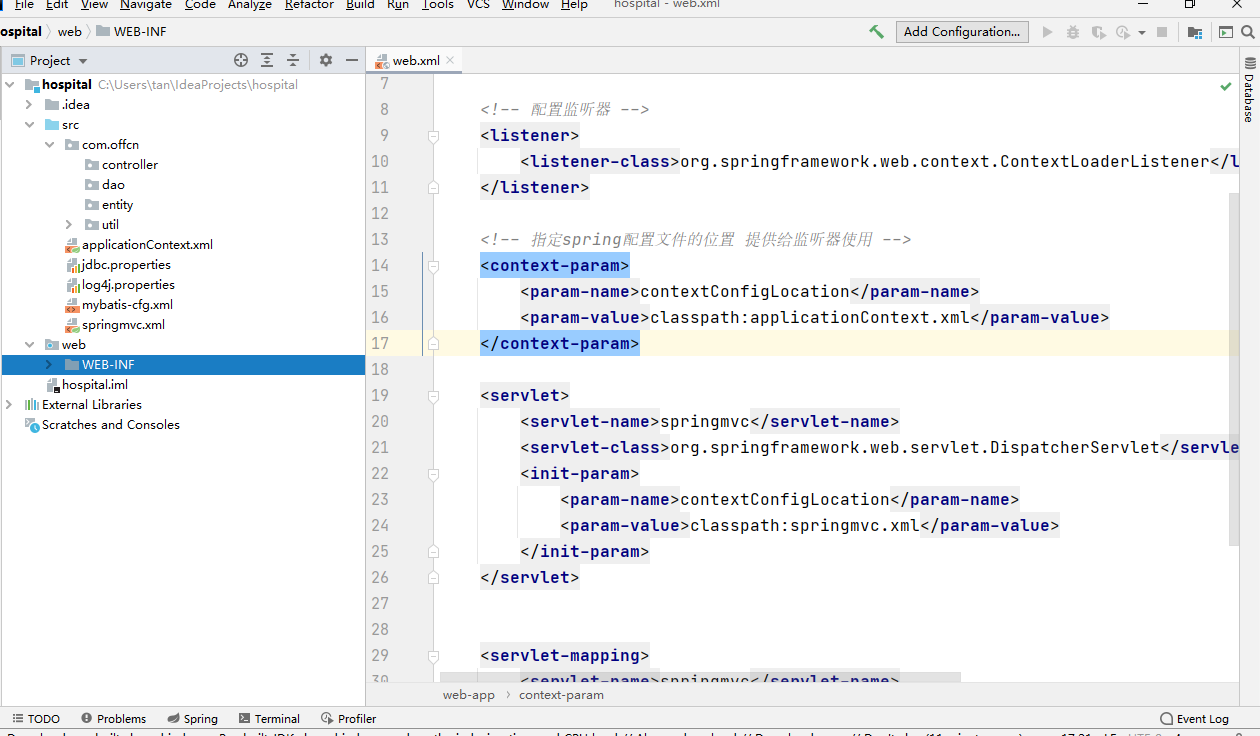 File Edit View Navigate Code Analyze Refactor Build Run Tools VCS Window Help hospital - web.xml
ospital web WEB-INF
Add Configuration...
Project
web.xml
hospital C:\Users\tan\IdeaProjects\hospital
.idea
src
com.offcn
controller
dao
entity
util
applicationContext.xml
jdbc.properties
log4j.properties
mybatis-cfg.xml
springmvc.xml
web
WEB-INF
hospital.iml
External Libraries
Scratches and Consoles
7
8 <!-- 配置监听器 -->
9 <listener>
10 <listener-class>org.springframework.web.context.ContextLoaderListener</l
11 </listener>
12
13 <!-- 指定spring配置文件的位置 提供给监听器使用 -->
14 <context-param>
15 <param-name>contextConfigLocation</param-name>
16 <param-value>classpath:applicationContext.xml</param-value>
17 </context-param>
18
19 <servlet>
20 <servlet-name>springmvc</servlet-name>
21 <servlet-class>org.springframework.web.servlet.DispatcherServlet</servle
22 <init-param>
23 <param-name>contextConfigLocation</param-name>
24 <param-value>classpath:springmvc.xml</param-value>
25 </init-param>
26 </servlet>
27
28
29 <servlet-mapping>
30 <servlet-name>springmvc</servlet-name>
web-app context-param
Database
TODO Problems Spring Terminal Profiler Event Log